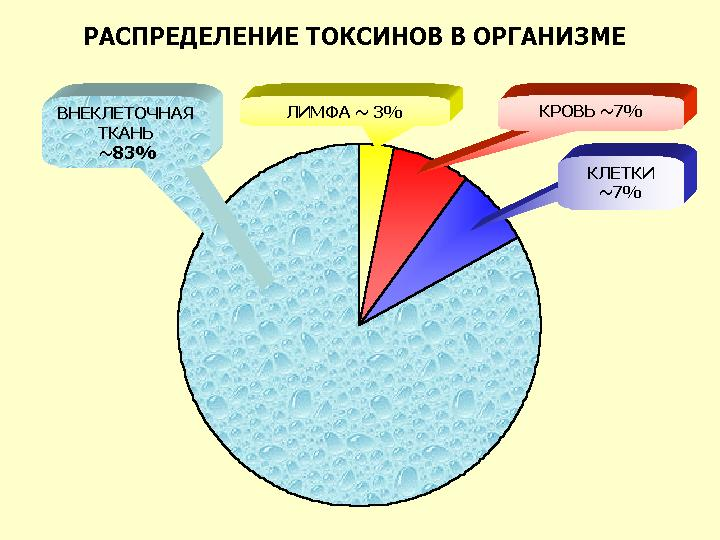 РАСПРЕДЕЛЕНИЕ ТОКСИНОВ В ОРГАНИЗМЕ
ВНЕКЛЕТОЧНАЯ
ТКАНЬ
~83%
ЛИМФА ~ 3%
КРОВЬ ~7%
КЛЕТКИ
~7%